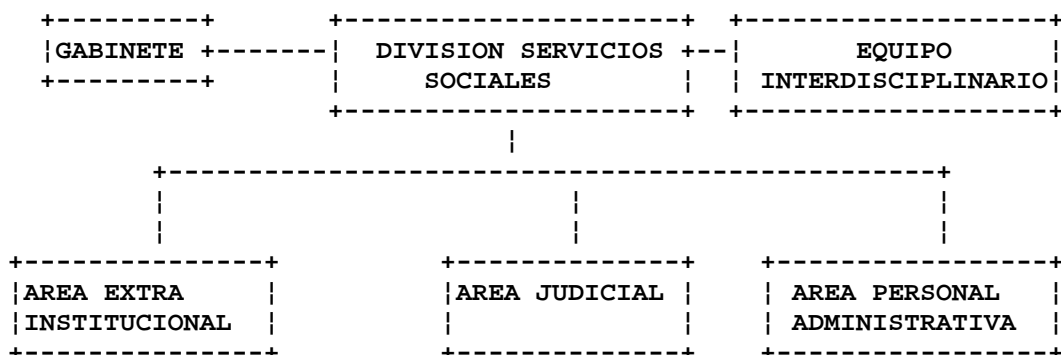 GABINETE
DIVISION SERVICIOS
SOCIALES
EQUIPO
INTERDISCIPLINARIO
AREA EXTRA
INSTITUCIONAL
AREA JUDICIAL
AREA PERSONAL
ADMINISTRATIVA